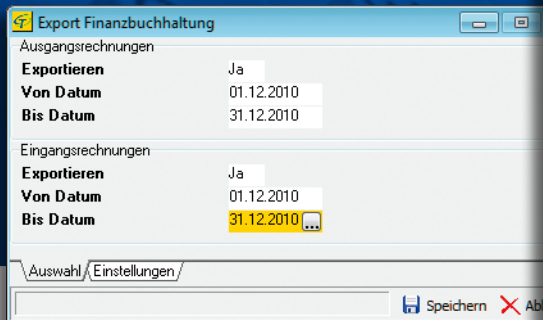 Export Finanzbuchhaltung
Ausgangsrechnungen
Exportieren Ja
Von Datum 01.12.2010
Bis Datum 31.12.2010
Eingangsrechnungen
Exportieren Ja
Von Datum 01.12.2010
Bis Datum 31.12.2010 ...
Auswahl Einstellungen
Speichern